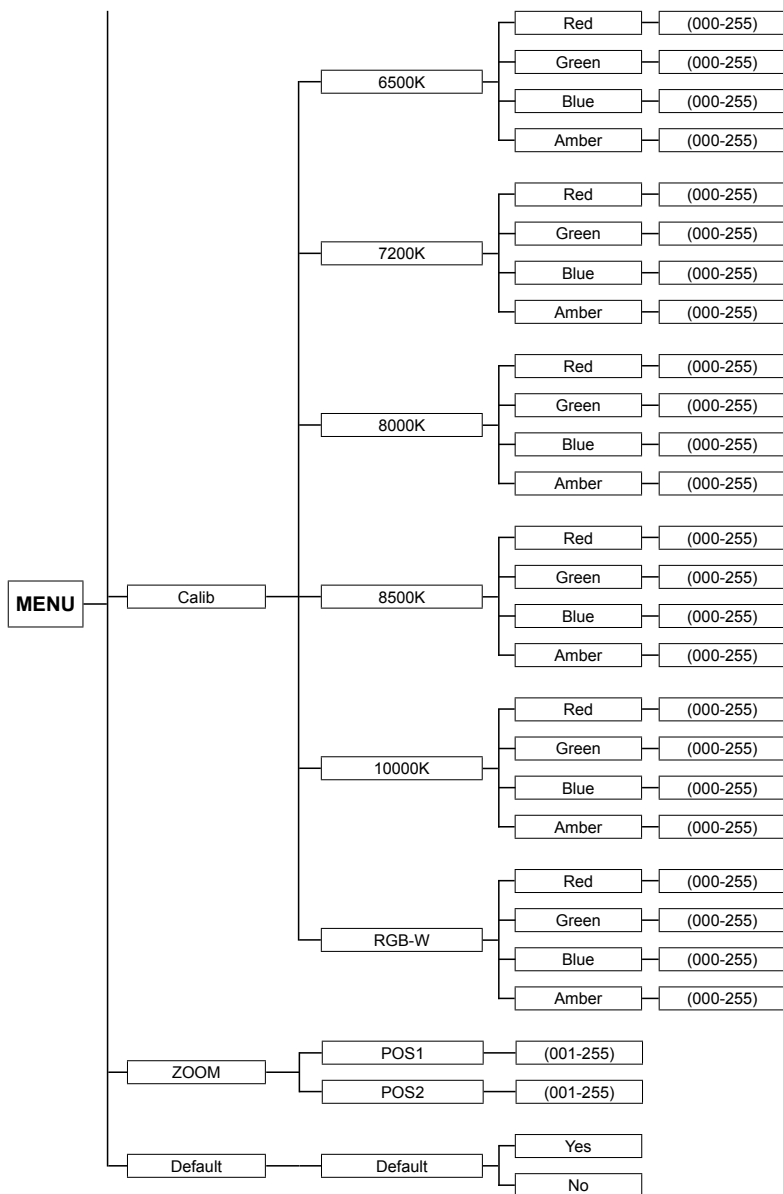 Red (000-255)
Green (000-255)
6500K
Blue (000-255)
Amber (000-255)
Red (000-255)
Green (000-255)
7200K
Blue (000-255)
Amber (000-255)
Red (000-255)
Green (000-255)
8000K
Blue (000-255)
Amber (000-255)
Red (000-255)
Green (000-255)
MENU Calib 8500K
Blue (000-255)
Amber (000-255)
Red (000-255)
Green (000-255)
10000K
Blue (000-255)
Amber (000-255)
Red (000-255)
Green (000-255)
RGB-W
Blue (000-255)
Amber (000-255)
POS1 (001-255)
ZOOM
POS2 (001-255)
Yes
Default Default
No